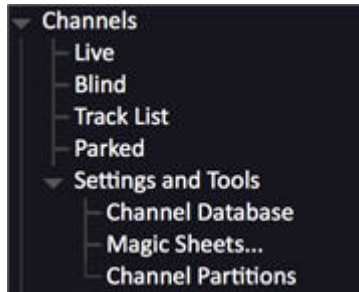 Channels
Live
Blind
Track List
Parked
Settings and Tools
Channel Database
Magic Sheets...
Channel Partitions